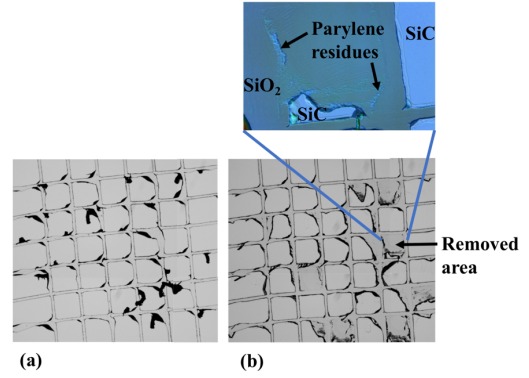 Parylene
residues
SiC
SiO2
SiC
Removed
area
(a)
(b)